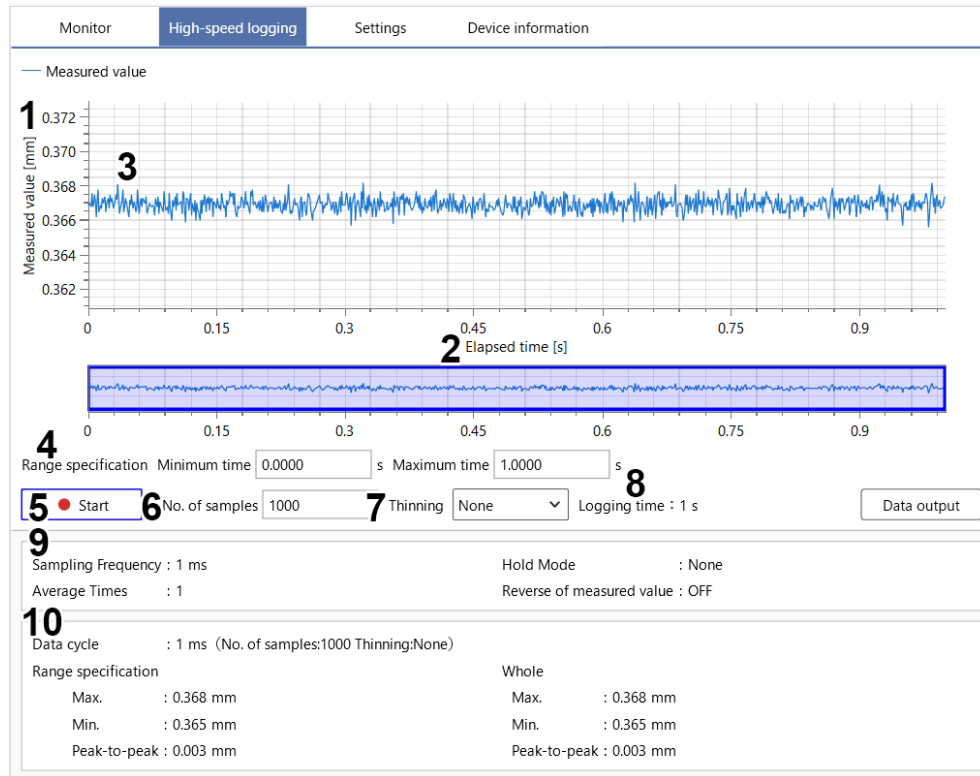 Monitor High-speed logging Settings Device information
Measured value
1
0.372
0.370
3
0.368
0.366
0.364
0.362
Measured value [mm]
0 0.15 0.3 0.45 0.6 0.75 0.9
2 Elapsed time [s]
0 0.15 0.3 0.45 0.6 0.75 0.9
4
Range specification Minimum time 0.0000 s Maximum time 1.0000 s
8
5 Start 6 No. of samples 1000 7 Thinning None Logging time : 1 s Data output
9
Sampling Frequency : 1 ms Hold Mode : None
Average Times : 1 Reverse of measured value : OFF
10
Data cycle : 1 ms (No. of samples:1000 Thinning:None)
Range specification Whole
Max. : 0.368 mm Max. : 0.368 mm
Min. : 0.365 mm Min. : 0.365 mm
Peak-to-peak : 0.003 mm Peak-to-peak : 0.003 mm